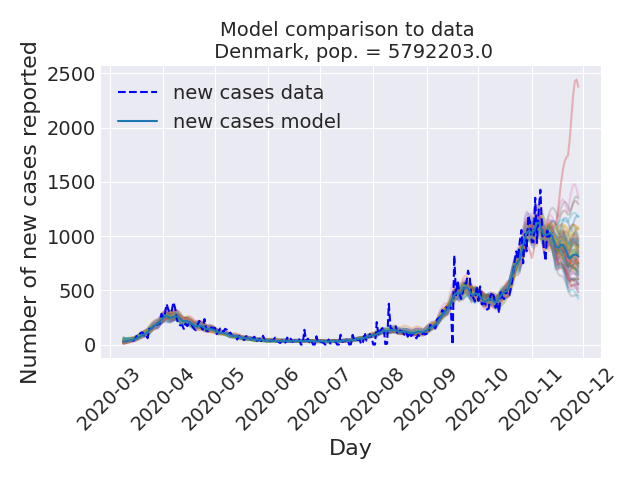 Model comparison to data
Denmark, pop. = 5792203.0
Number of new cases reported
2500
2000
1500
1000
500
0
new cases data
new cases model
2020-03
2020-04
2020-05
2020-06
2020-07
2020-08
2020-09
2020-10
2020-11
2020-12
Day